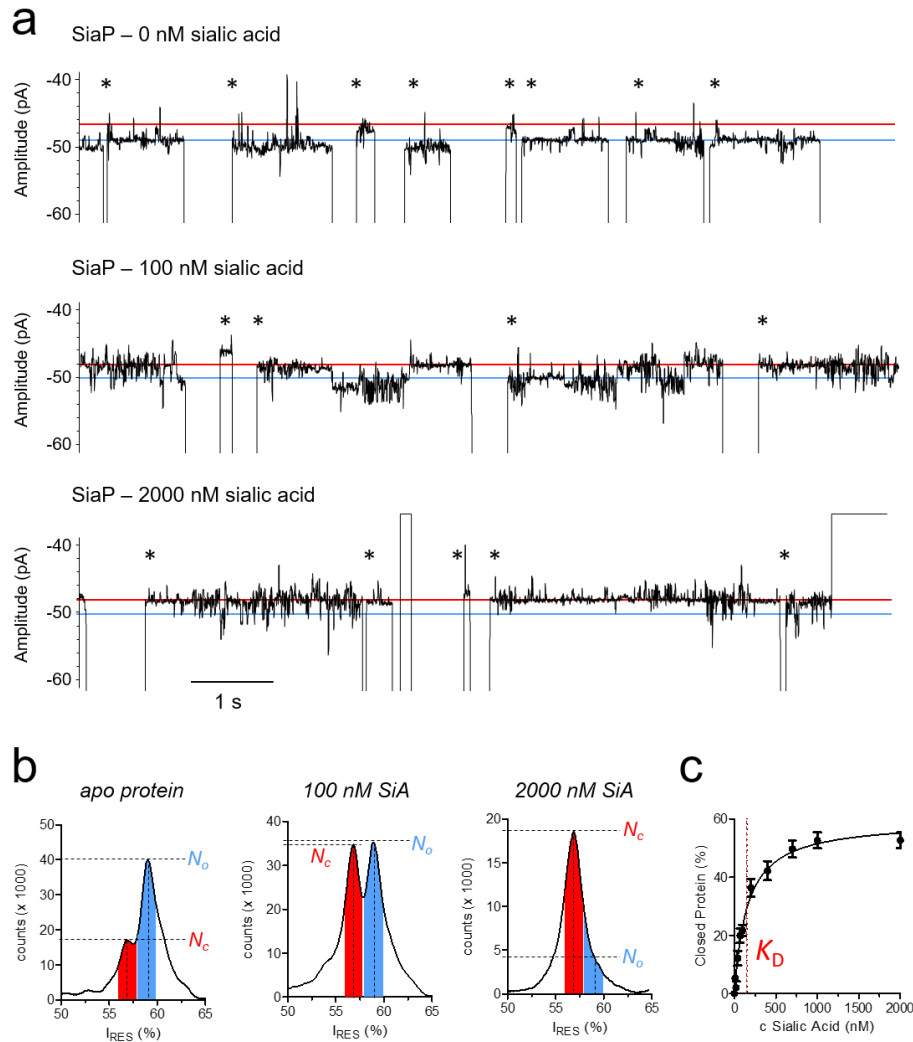 a
SiaP – 0 nM sialic acid
Amplitude (pA)
-40
-50
-60
* * * * * * * *
SiaP – 100 nM sialic acid
Amplitude (pA)
-40
-50
-60
* * * *
SiaP – 2000 nM sialic acid
Amplitude (pA)
-40
-50
-60
* * * * *
1 s
b
apo protein
counts (x 1000)
50
40
30
20
10
0
No
Nc
50 55 60 65
IRES (%)
100 nM SiA
counts (x 1000)
40
30
20
10
0
Nc
No
50 55 60 65
IRES (%)
2000 nM SiA
counts (x 1000)
20
15
10
5
0
Nc
No
50 55 60 65
IRES (%)
c
Closed Protein (%)
80
60
40
20
0
KD
0 500 1000 1500 2000
c Sialic Acid (nM)